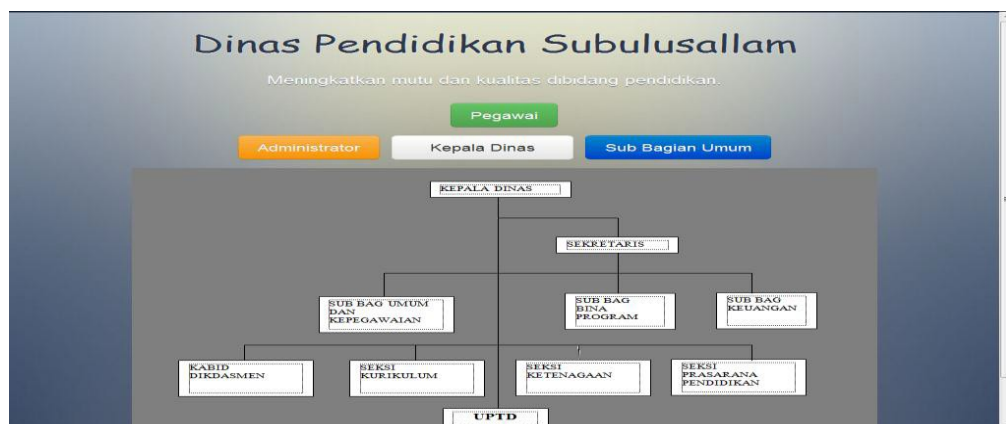 Dinas Pendidikan Subulusallam
Meningkatkan mutu dan kualitas dibidang pendidikan.
Pegawai
Administrator
Kepala Dinas
Sub Bagian Umum
KEPALA DINAS
SEKRETARIS
SUB BAG UMUM
DAN
KEPEGAWAIAN
SUB BAG
BINA
PROGRAM
SUB BAG
KEUANGAN
KABID
DIKDASMEN
SEKSI
KURIKULUM
SEKSI
KETENAGAAN
SEKSI
PRASARANA
PENDIDIKAN
UPTD